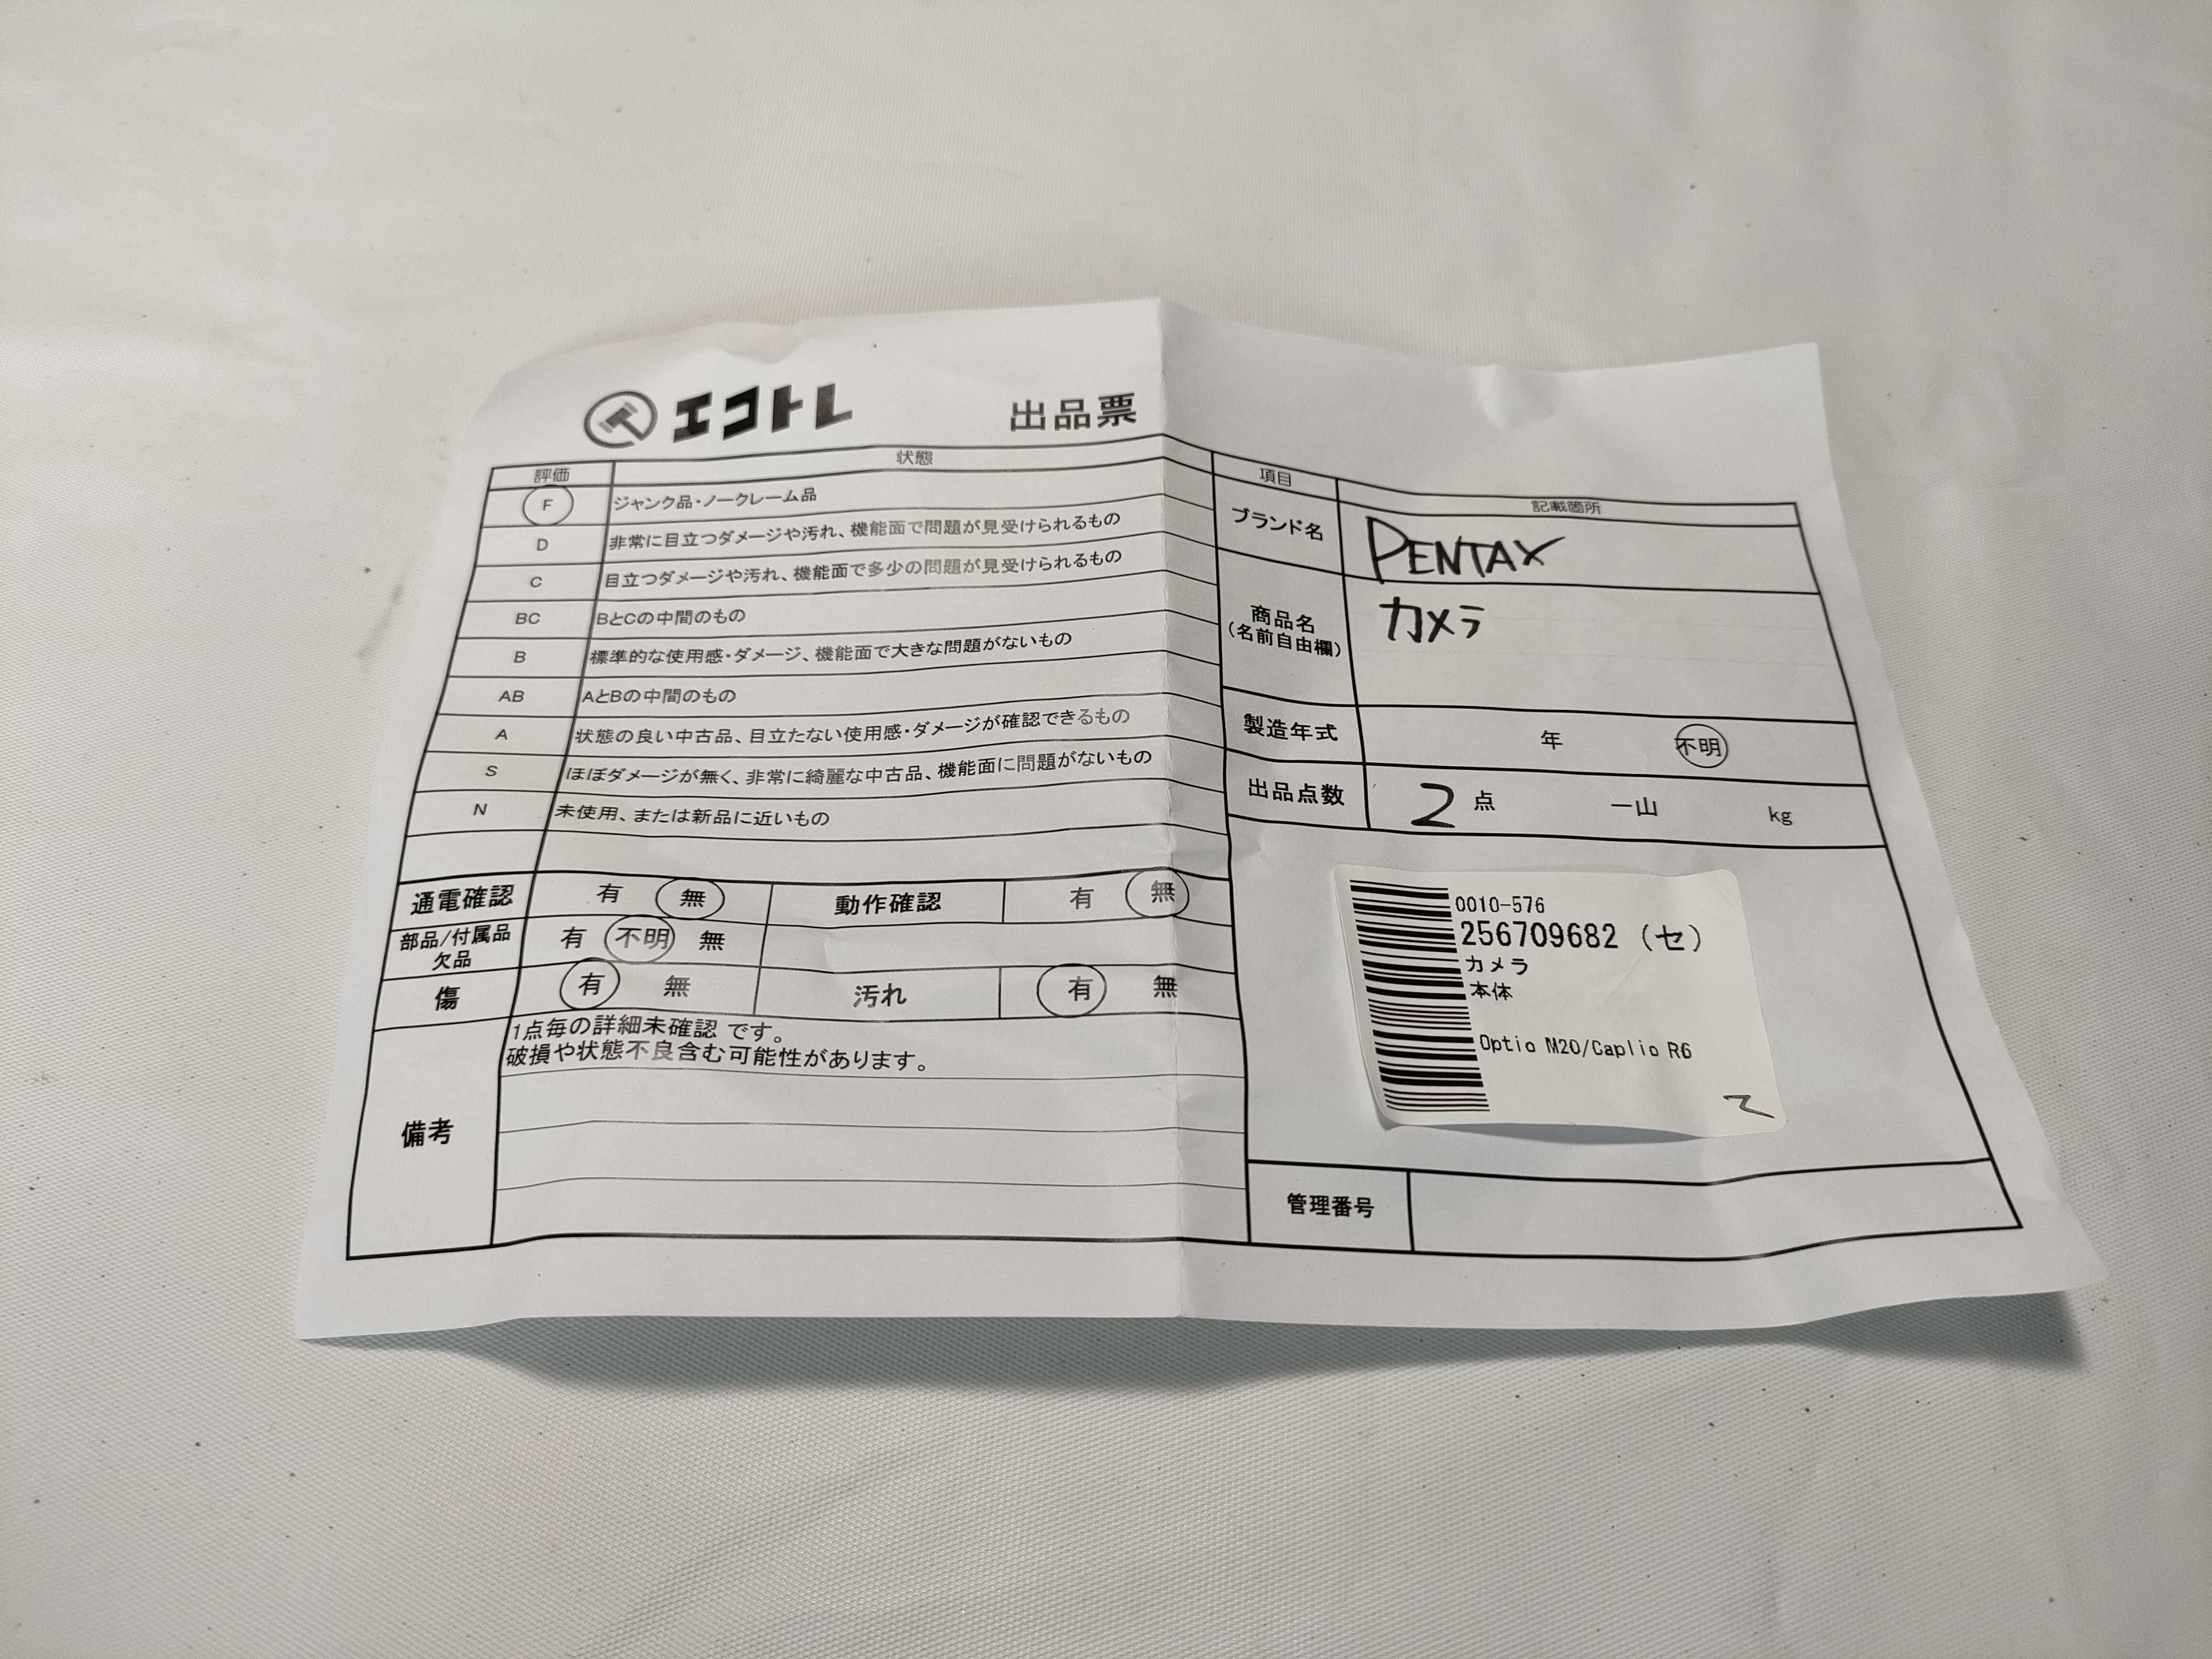 エコトレ 出品票
評価 状態
F ジャンク品・ノークレーム品
D 非常に目立つダメージや汚れ、機能面で問題が見受けられるもの
C 目立つダメージや汚れ、機能面で多少の問題が見受けられるもの
BC BとCの中間のもの
B 標準的な使用感・ダメージ、機能面で大きな問題がないもの
AB AとBの中間のもの
A 状態の良い中古品、目立たない使用感・ダメージが確認できるもの
S ほぼダメージが無く、非常に綺麗な中古品、機能面に問題がないもの
N 未使用、または新品に近いもの
通電確認 有 無 動作確認 有 無
部品/付属品
欠品 有 不明 無
傷 有 無 汚れ 有 無
備考
1点毎の詳細未確認 です。
破損や状態不良含む可能性があります。
項目 記載箇所
ブランド名 PENTAX
商品名
(名前自由欄) カメラ
製造年式 年 不明
出品点数 2 点 一山 kg
0010-576
256709682 (セ)
カメラ
本体
Optio M20/Caplio R6
管理番号